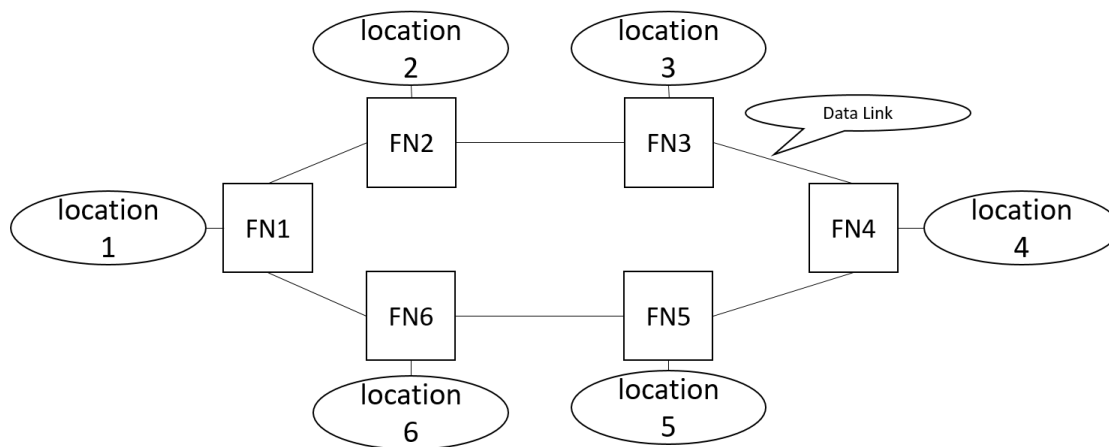 location
2
location
3
Data Link
FN2
FN3
location
1
FN1
FN4
location
4
FN6
FN5
location
6
location
5